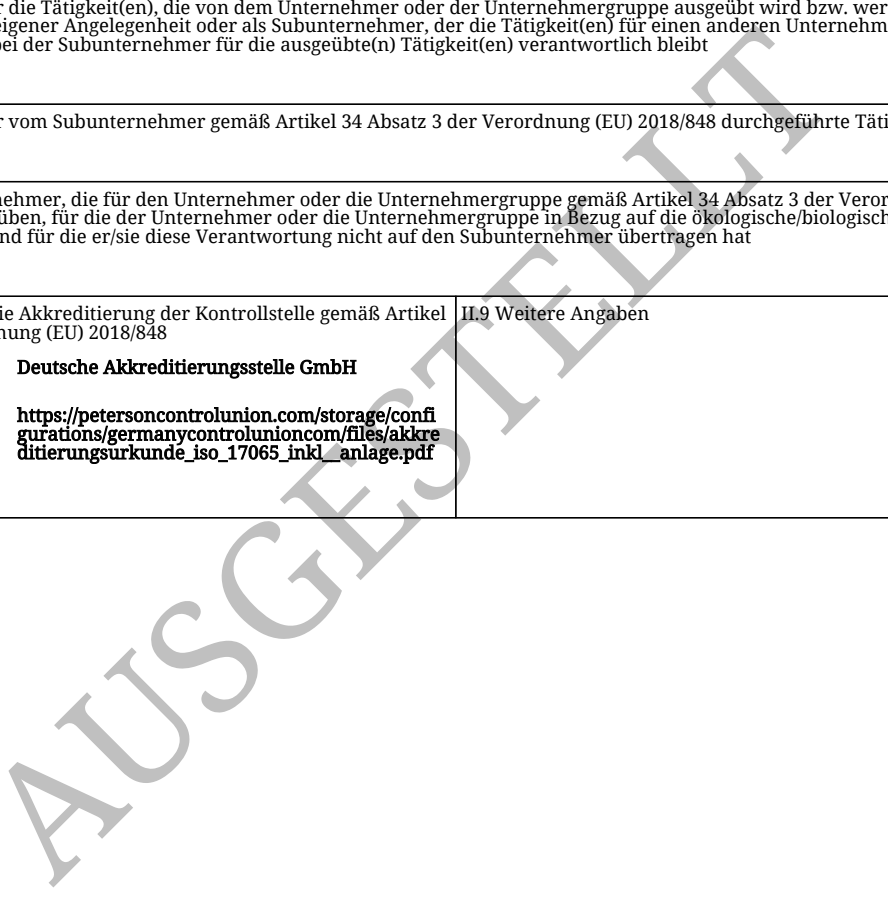 r die Tätigkeit(en), die von dem Unternehmer oder der Unternehmergruppe ausgeübt wird bzw. wer
eigener Angelegenheit oder als Subunternehmer, der die Tätigkeit(en) für einen anderen Unternehm
bei der Subunternehmer für die ausgeübte(n) Tätigkeit(en) verantwortlich bleibt
r vom Subunternehmer gemäß Artikel 34 Absatz 3 der Verordnung (EU) 2018/848 durchgeführte Täti
nehmer, die für den Unternehmer oder die Unternehmergruppe gemäß Artikel 34 Absatz 3 der Veror
üben, für die der Unternehmer oder die Unternehmergruppe in Bezug auf die ökologische/biologisch
nd für die er/sie diese Verantwortung nicht auf den Subunternehmer übertragen hat
ie Akkreditierung der Kontrollstelle gemäß Artikel
nung (EU) 2018/848
Deutsche Akkreditierungsstelle GmbH
https://petersoncontrolunion.com/storage/confi
gurations/germanycontrolunioncom/files/akkre
ditierungsurkunde_iso_17065_inkl__anlage.pdf
II.9 Weitere Angaben
AUSGESTELLT